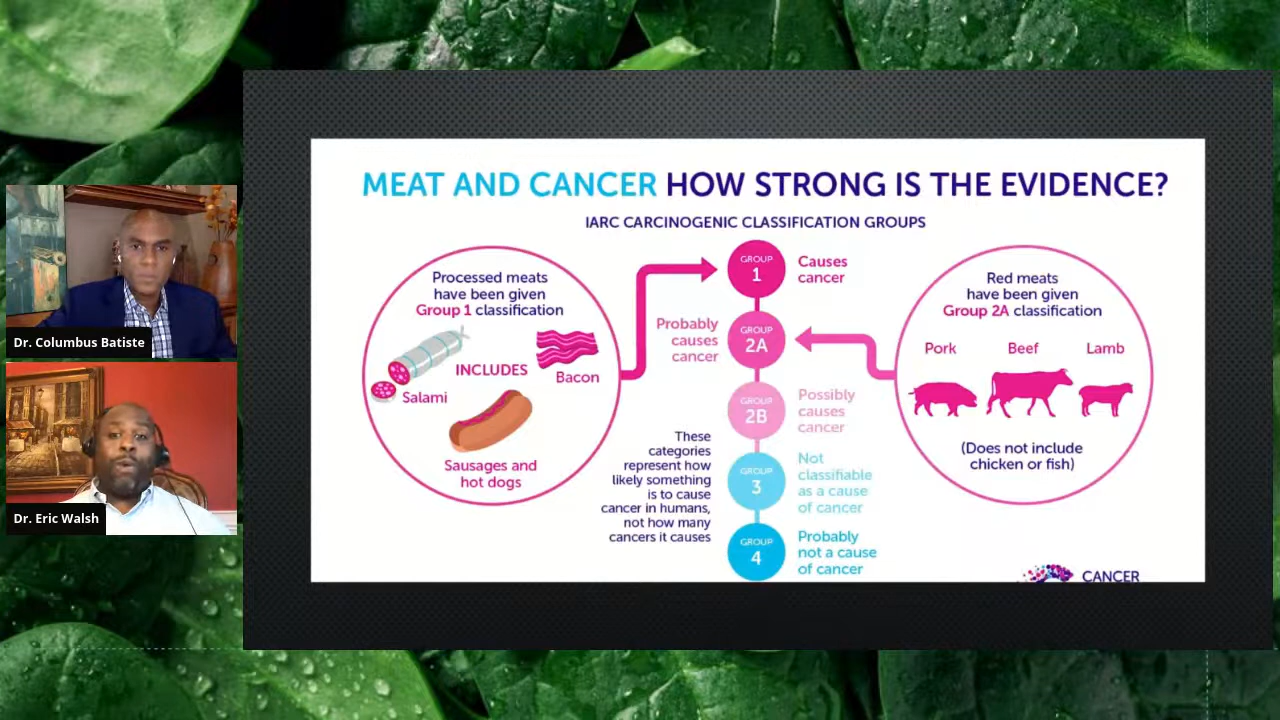 MEAT AND CANCER HOW STRONG IS THE EVIDENCE?
IARC CARCINOGENIC CLASSIFICATION GROUPS
Processed meats
have been given
Group 1 classification
INCLUDES
Salami
Bacon
Sausages and
hot dogs
GROUP
1
Causes
cancer
Probably
causes
cancer
GROUP
2A
GROUP
2B
Possibly
causes
cancer
These
categories
represent how
likely something
is to cause
cancer in humans,
not how many
cancers it causes
GROUP
3
Not
classifiable
as a cause
of cancer
GROUP
4
Probably
not a cause
of cancer
Red meats
have been given
Group 2A classification
Pork
Beef
Lamb
(Does not include
chicken or fish)
CANCER
Dr. Columbus Batiste
Dr. Eric Walsh